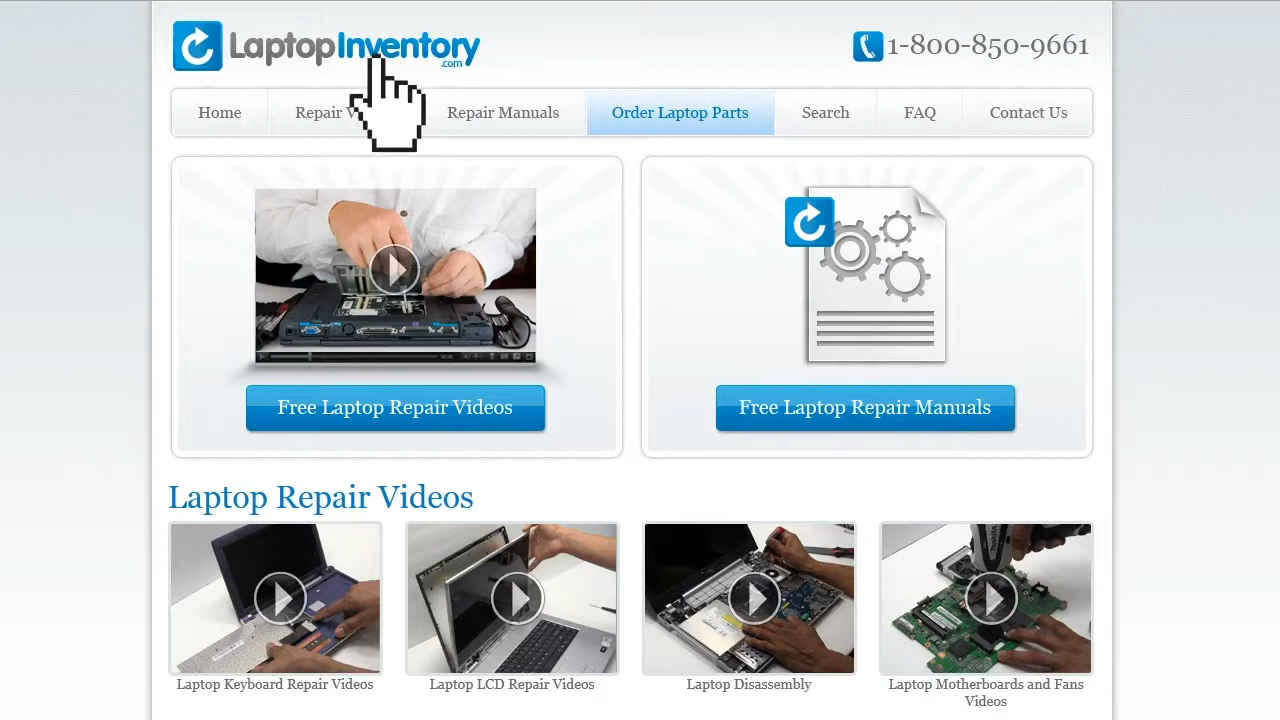 LaptopInventory
.com
1-800-850-9661
Home
Repair
Repair Manuals
Order Laptop Parts
Search
FAQ
Contact Us
Free Laptop Repair Videos
Free Laptop Repair Manuals
Laptop Repair Videos
Laptop Keyboard Repair Videos
Laptop LCD Repair Videos
Laptop Disassembly
Laptop Motherboards and Fans
Videos